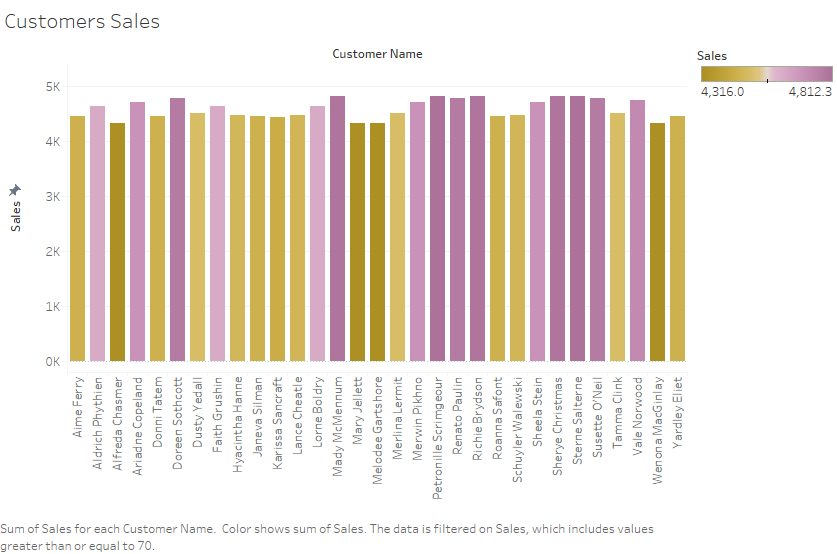 Customers Sales
Customer Name
Sales
4,316.0 4,812.3
5K
4K
3K
2K
1K
0K
Sales
Aime Ferry
Aldrich Phythien
Alfreda Chasmer
Ariadne Copeland
Donni Tatem
Doreen Sothcott
Dusty Yedall
Faith Grushin
Hyacintha Hanne
Janeva Silman
Karissa Sancraft
Lance Cheatle
Lorne Boldry
Mady McMennum
Mary Jellett
Melodee Gartshore
Merlina Lermit
Merwin Pikhno
Petronille Scrimgeour
Renato Paulin
Richie Brydson
Roanna Safont
Schuyler Walewski
Sheela Stein
Sherye Christmas
Sterne Salterne
Susette O'Neil
Tamma Clink
Vale Norwood
Wenona MacGinlay
Yardley Eliet
Sum of Sales for each Customer Name.  Color shows sum of Sales. The data is filtered on Sales, which includes values
greater than or equal to 70.